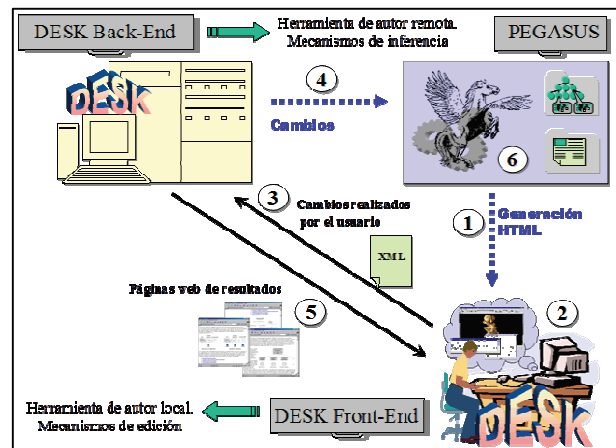 DESK Back-End
Herramienta de autor remota.
Mecanismos de inferencia
PEGASUS
DESK
4
Cambios
6
3
Cambios realizados
por el usuario
XML
1
Generación
HTML
Páginas web de resultados
5
2
Herramienta de autor local.
Mecanismos de edición
DESK Front-End
DESK